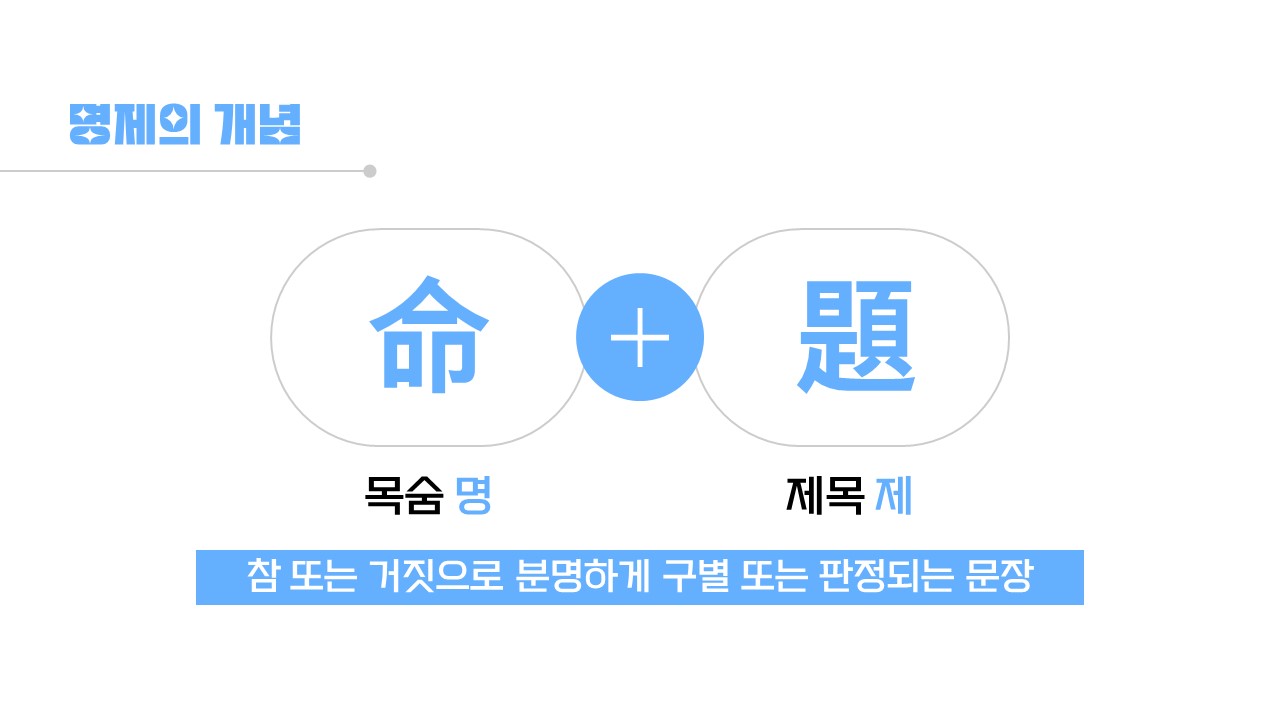 명제의 개념
命 + 題
목숨 명 제목 제
참 또는 거짓으로 분명하게 구별 또는 판정되는 문장